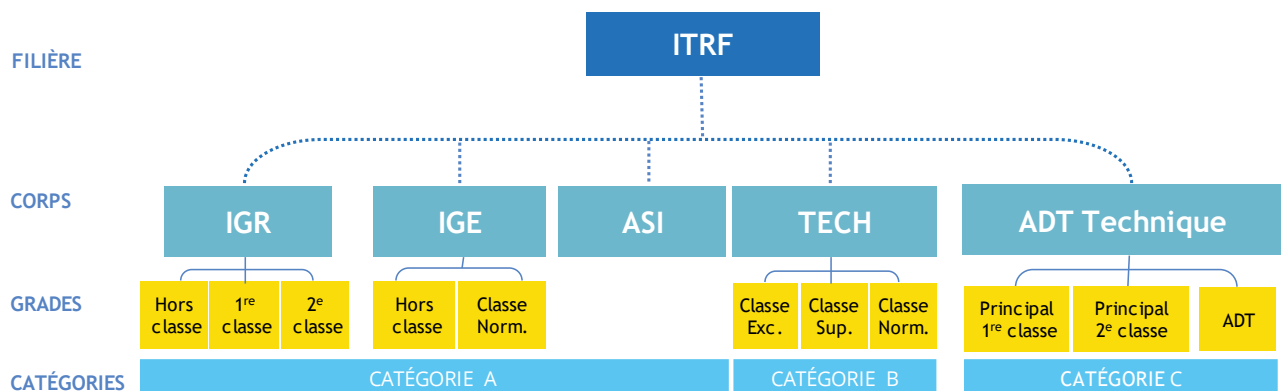 FILIÈRE
ITRF
CORPS
IGR
IGE
ASI
TECH
ADT Technique
GRADES
Hors
classe
1re
classe
2e
classe
Hors
classe
Classe
Norm.
Classe
Exc.
Classe
Sup.
Classe
Norm.
Principal
1re classe
Principal
2e classe
ADT
CATÉGORIES
CATÉGORIE A
CATÉGORIE B
CATÉGORIE C